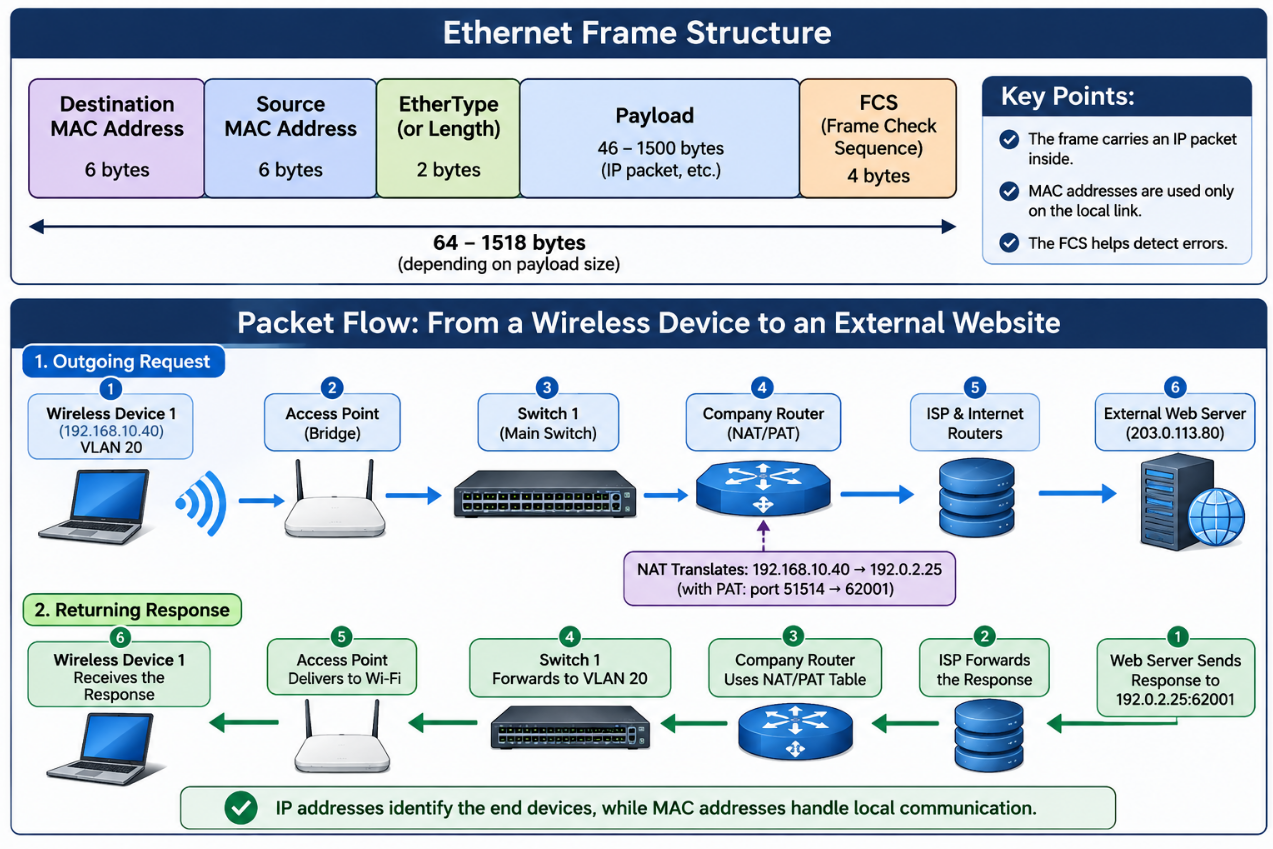 Ethernet Frame Structure
Destination
MAC Address
6 bytes
Source
MAC Address
6 bytes
EtherType
(or Length)
2 bytes
Payload
46 – 1500 bytes
(IP packet, etc.)
FCS
(Frame Check
Sequence)
4 bytes
64 – 1518 bytes
(depending on payload size)
Key Points:
The frame carries an IP packet
inside.
MAC addresses are used only
on the local link.
The FCS helps detect errors.
Packet Flow: From a Wireless Device to an External Website
1. Outgoing Request
1
Wireless Device 1
(192.168.10.40)
VLAN 20
2
Access Point
(Bridge)
3
Switch 1
(Main Switch)
4
Company Router
(NAT/PAT)
5
ISP & Internet
Routers
6
External Web Server
(203.0.113.80)
NAT Translates: 192.168.10.40 → 192.0.2.25
(with PAT: port 51514 → 62001)
2. Returning Response
6
Wireless Device 1
Receives the
Response
5
Access Point
Delivers to Wi-Fi
4
Switch 1
Forwards to VLAN 20
3
Company Router
Uses NAT/PAT Table
2
ISP Forwards
the Response
1
Web Server Sends
Response to
192.0.2.25:62001
IP addresses identify the end devices, while MAC addresses handle local communication.